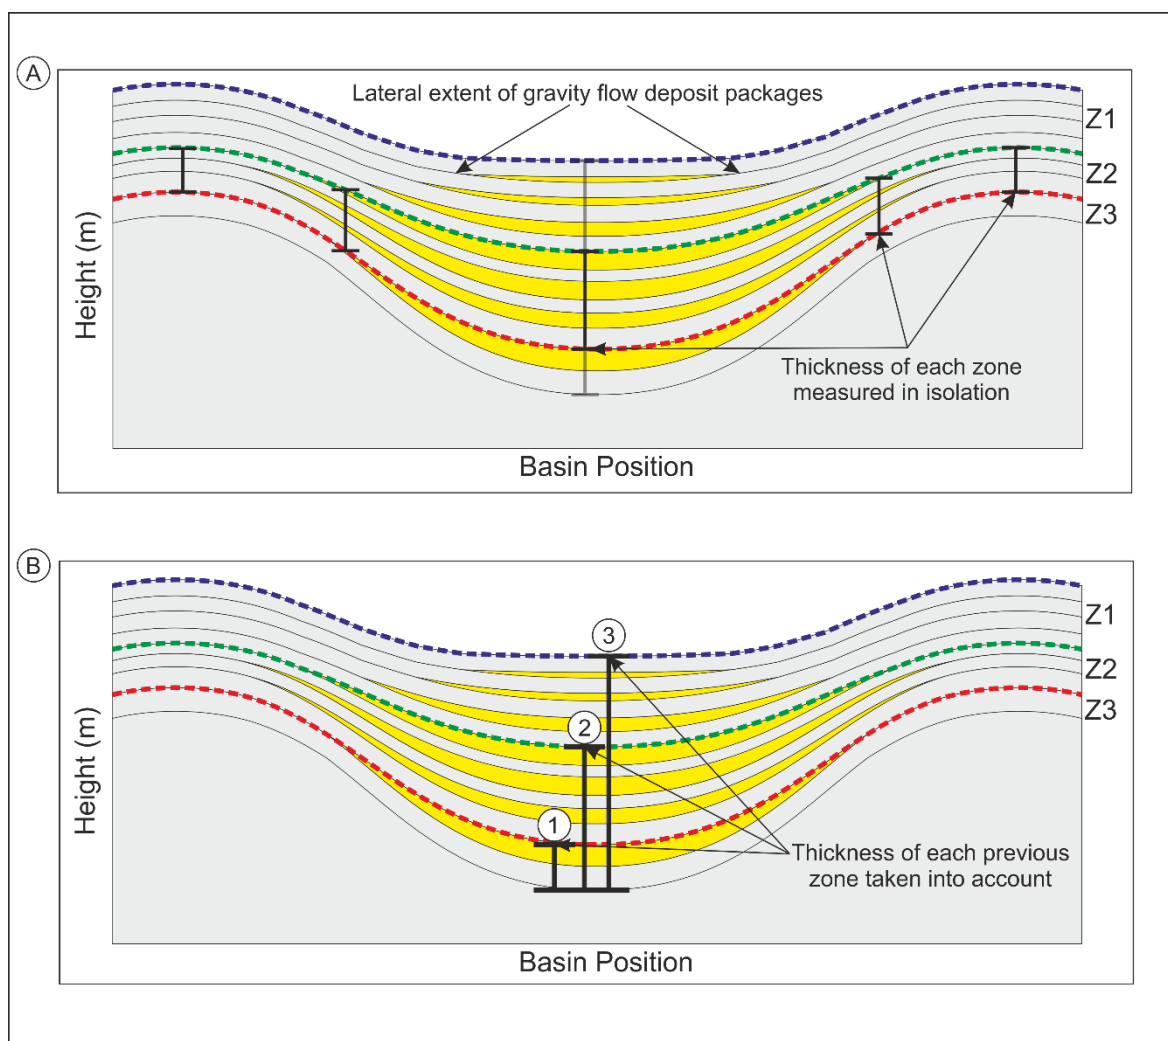 A
Lateral extent of gravity flow deposit packages
Z1
Z2
Z3
Height (m)
Thickness of each zone
measured in isolation
Basin Position
B
Z1
3
Z2
Z3
2
Height (m)
1
Thickness of each previous
zone taken into account
Basin Position